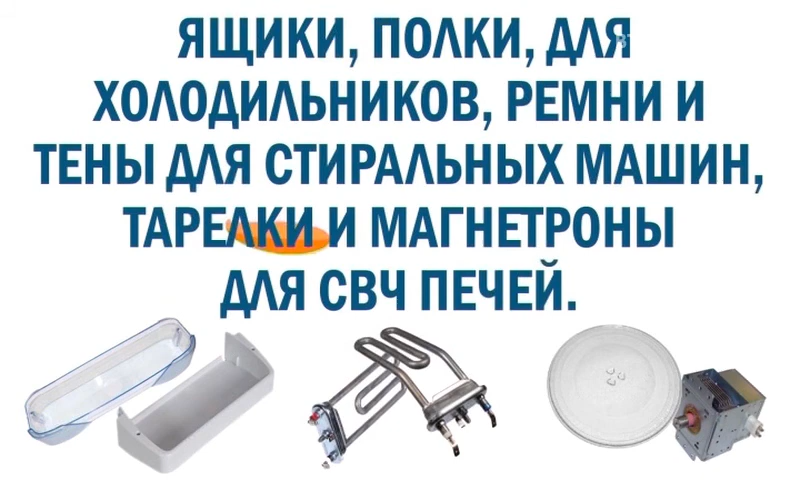 ЯЩИКИ, ПОЛКИ, ДЛЯ
ХОЛОДИЛЬНИКОВ, РЕМНИ И
ТЕНЫ ДЛЯ СТИРАЛЬНЫХ МАШИН,
ТАРЕЛКИ И МАГНЕТРОНЫ
ДЛЯ СВЧ ПЕЧЕЙ.